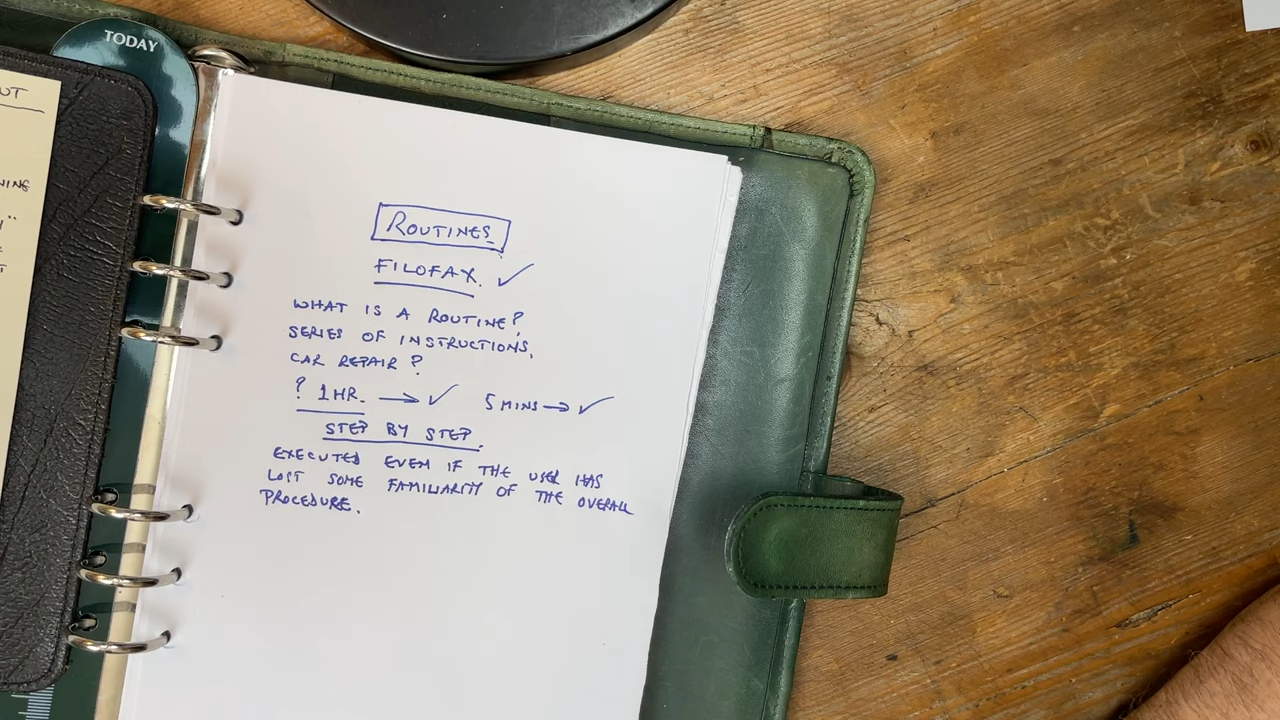 TODAY
ROUTINES
FILOFAX. ✓
WHAT IS A ROUTINE?
SERIES OF INSTRUCTIONS.
CAR REPAIR?
? 1HR. → ✓ 5 MINS → ✓
STEP BY STEP.
EXECUTED EVEN IF THE USER HAS
LOST SOME FAMILIARITY OF THE OVERALL
PROCEDURE.